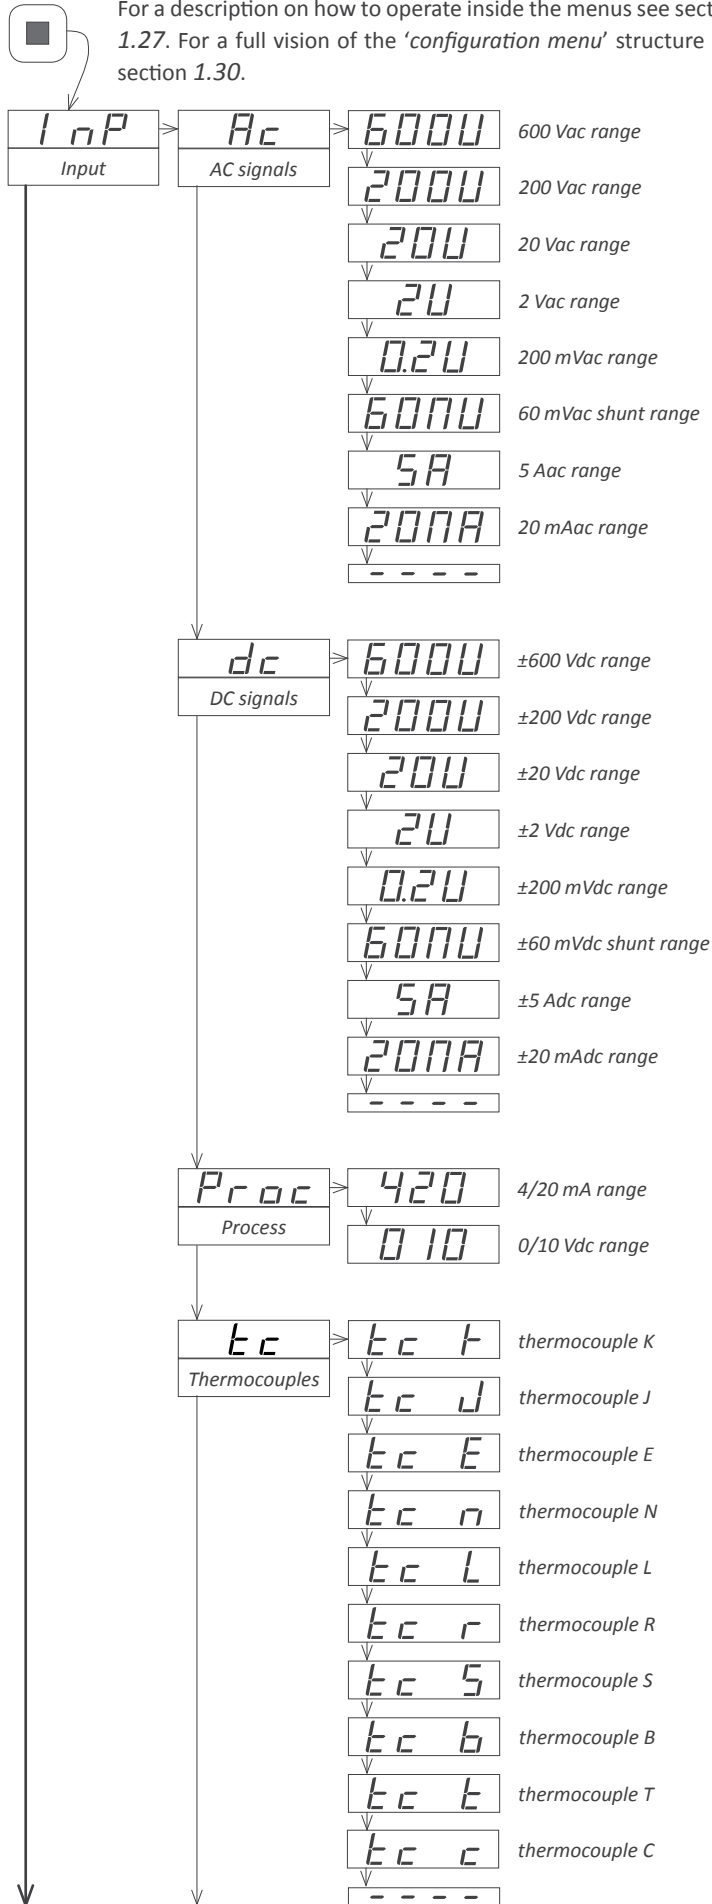 For a description on how to operate inside the menus see
1.27. For a full vision of the ‘configuration menu’ structure
section 1.30.
InP Ac 600U 600 Vac range
Input AC signals
200U 200 Vac range
20U 20 Vac range
2U 2 Vac range
0.2U 200 mVac range
60nU 60 mVac shunt range
5A 5 Aac range
20nA 20 mAac range
- - - -
dc 600U ±600 Vdc range
DC signals
200U ±200 Vdc range
20U ±20 Vdc range
2U ±2 Vdc range
0.2U ±200 mVdc range
60nU ±60 mVdc shunt range
5A ±5 Adc range
20nA ±20 mAdc range
- - - -
Proc 420 4/20 mA range
Process
010 0/10 Vdc range
tc tc k thermocouple K
Thermocouples
tc J thermocouple J
tc E thermocouple E
tc n thermocouple N
tc L thermocouple L
tc r thermocouple R
tc S thermocouple S
tc b thermocouple B
tc t thermocouple T
tc c thermocouple C
- - - -